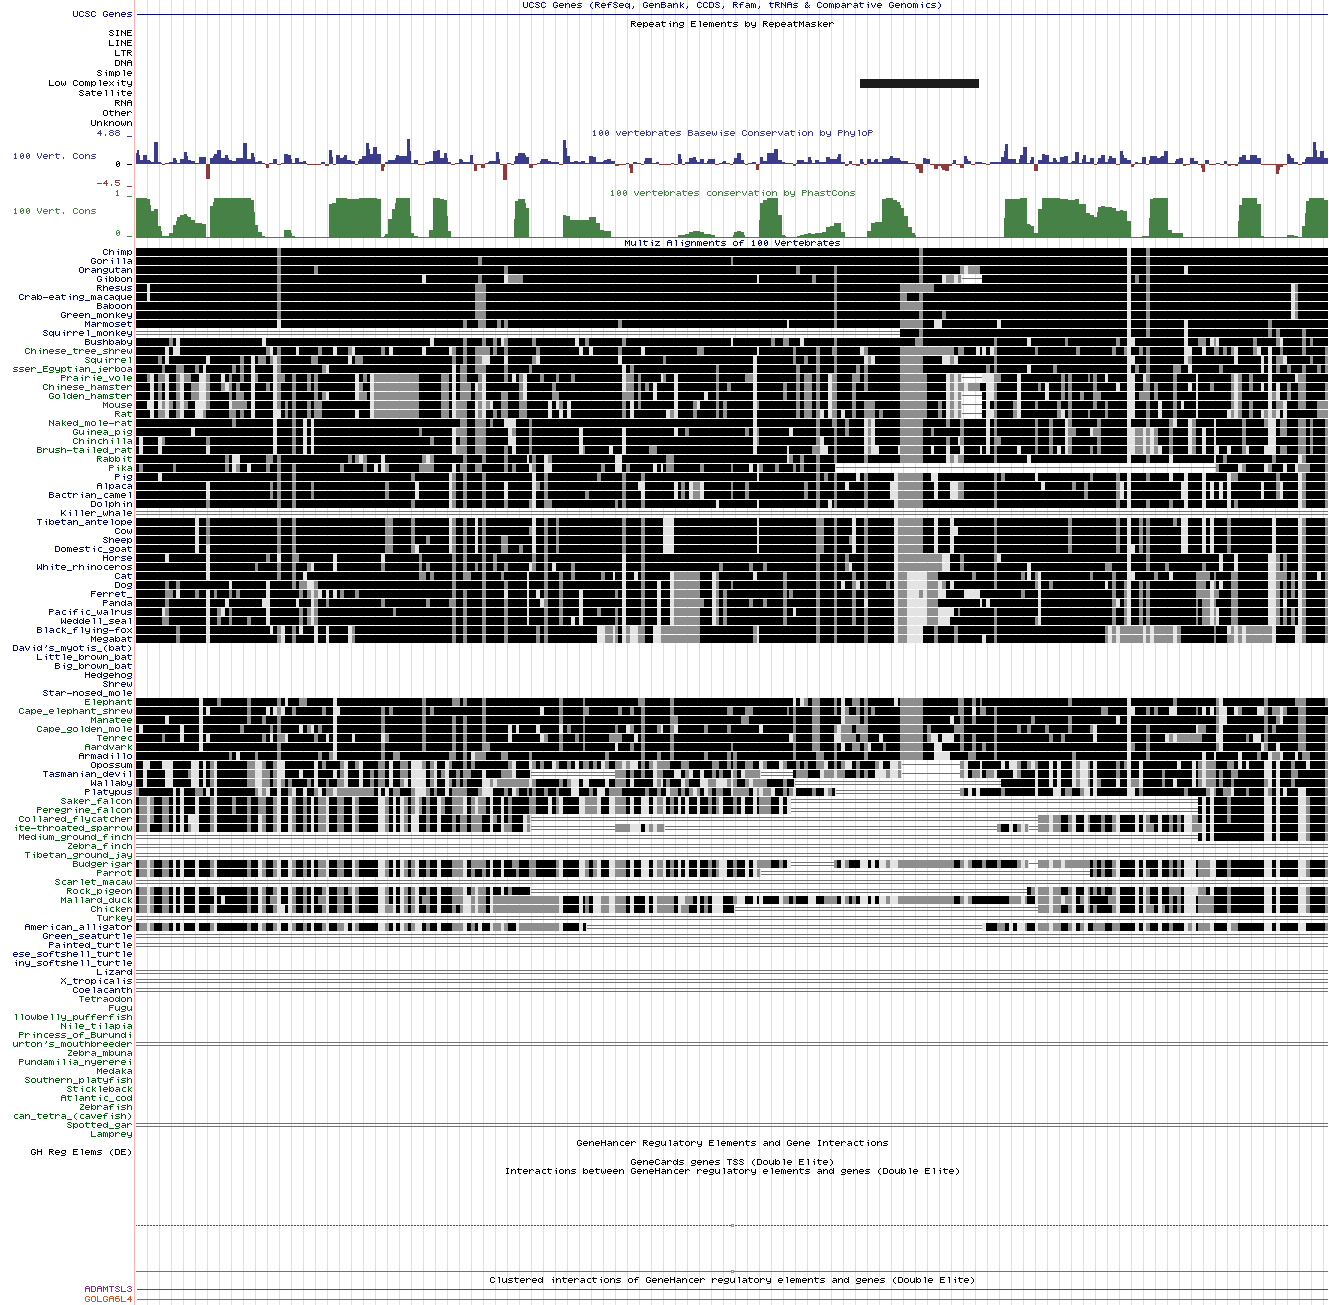 UCSC Genes (RefSeq, GenBank, CCDS, Rfam, tRNAs & Comparative Genomics)
UCSC Genes
Repeating Elements by RepeatMasker
SINE
LINE
LTR
DNA
Simple
Low Complexity
Satellite
RNA
Other
Unknown
4.88 _
100 vertebrates Basewise Conservation by PhyloP
100 Vert. Cons
0 _
-4.5 _
1 _
100 vertebrates conservation by PhastCons
100 Vert. Cons
0 _
Multiz Alignments of 100 Vertebrates
Chimp
Gorilla
Orangutan
Gibbon
Rhesus
Crab-eating_macaque
Baboon
Green_monkey
Marmoset
Squirrel_monkey
Bushbaby
Chinese_tree_shrew
Squirrel
sser_Egyptian_jerboa
Prairie_vole
Chinese_hamster
Golden_hamster
Mouse
Rat
Naked_mole-rat
Guinea_pig
Chinchilla
Brush-tailed_rat
Rabbit
Pika
Pig
Alpaca
Bactrian_camel
Dolphin
Killer_whale
Tibetan_antelope
Cow
Sheep
Domestic_goat
Horse
White_rhinoceros
Cat
Dog
Ferret_
Panda
Pacific_walrus
Weddell_seal
Black_flying-fox
Megabat
David's_myotis_(bat)
Little_brown_bat
Big_brown_bat
Hedgehog
Shrew
Star-nosed_mole
Elephant
Cape_elephant_shrew
Manatee
Cape_golden_mole
Tenrec
Aardvark
Armadillo
Opossum
Tasmanian_devil
Wallaby
Platypus
Saker_falcon
Peregrine_falcon
Collared_flycatcher
ite-throated_sparrow
Medium_ground_finch
Zebra_finch
Tibetan_ground_jay
Budgerigar
Parrot
Scarlet_macaw
Rock_pigeon
Mallard_duck
Chicken
Turkey
American_alligator
Green_seaturtle
Painted_turtle
ese_softshell_turtle
iny_softshell_turtle
Lizard
X_tropicalis
Coelacanth
Tetraodon
Fugu
llowbelly_pufferfish
Nile_tilapia
Princess_of_Burundi
urton's_mouthbreeder
Zebra_mbuna
Pundamilia_nyererei
Medaka
Southern_platyfish
Stickleback
Atlantic_cod
Zebrafish
can_tetra_(cavefish)
Spotted_gar
Lamprey
GeneHancer Regulatory Elements and Gene Interactions
GH Reg Elems (DE)
GeneCards genes TSS (Double Elite)
Interactions between GeneHancer regulatory elements and genes (Double Elite)
Clustered interactions of GeneHancer regulatory elements and genes (Double Elite)
ADAMTSL3
GOLGA6L4